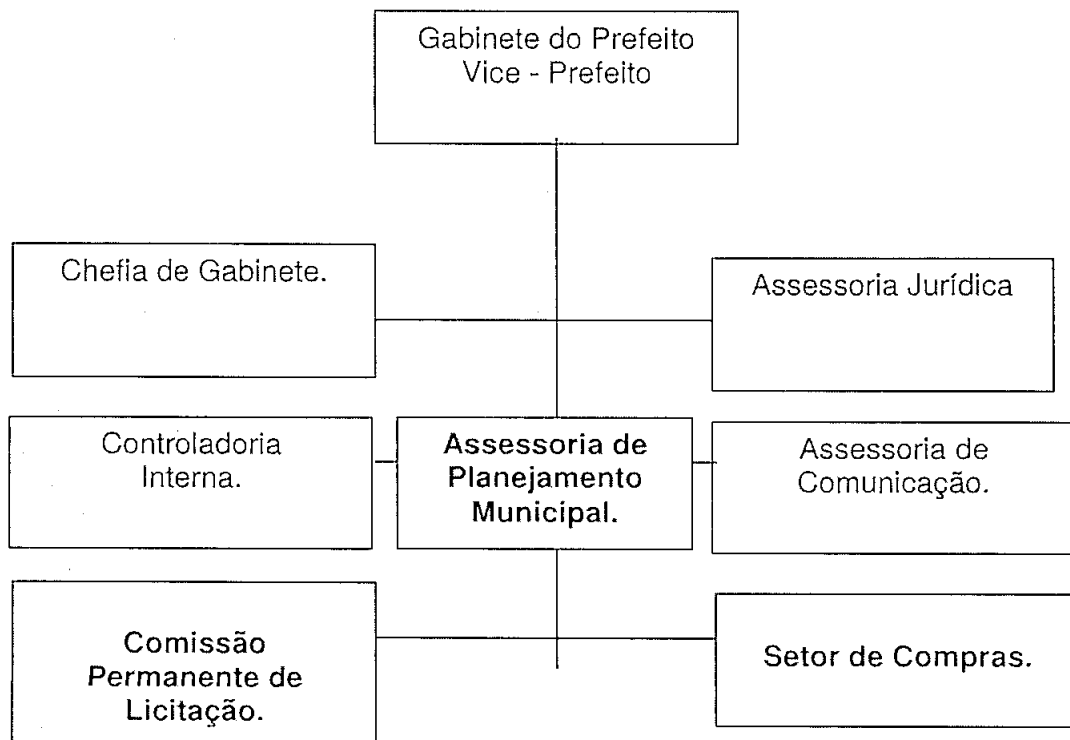 Gabinete do Prefeito
Vice - Prefeito
Chefia de Gabinete.
Assessoria Jurídica
Controladoria
Interna.
Assessoria de
Planejamento
Municipal.
Assessoria de
Comunicação.
Comissão
Permanente de
Licitação.
Setor de Compras.